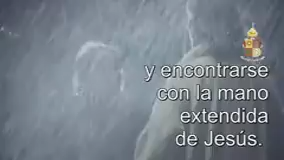 y encontrarse
con la mano
extendida
de Jesús.